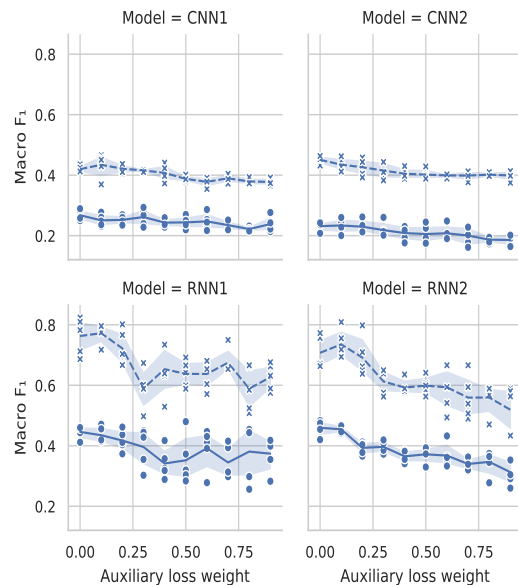 Model = CNN1
Model = CNN2
0.8
0.6
0.4
0.2
Macro F₁
Model = RNN1
Model = RNN2
0.8
0.6
0.4
0.2
Macro F₁
0.00 0.25 0.50 0.75
0.00 0.25 0.50 0.75
Auxiliary loss weight
Auxiliary loss weight